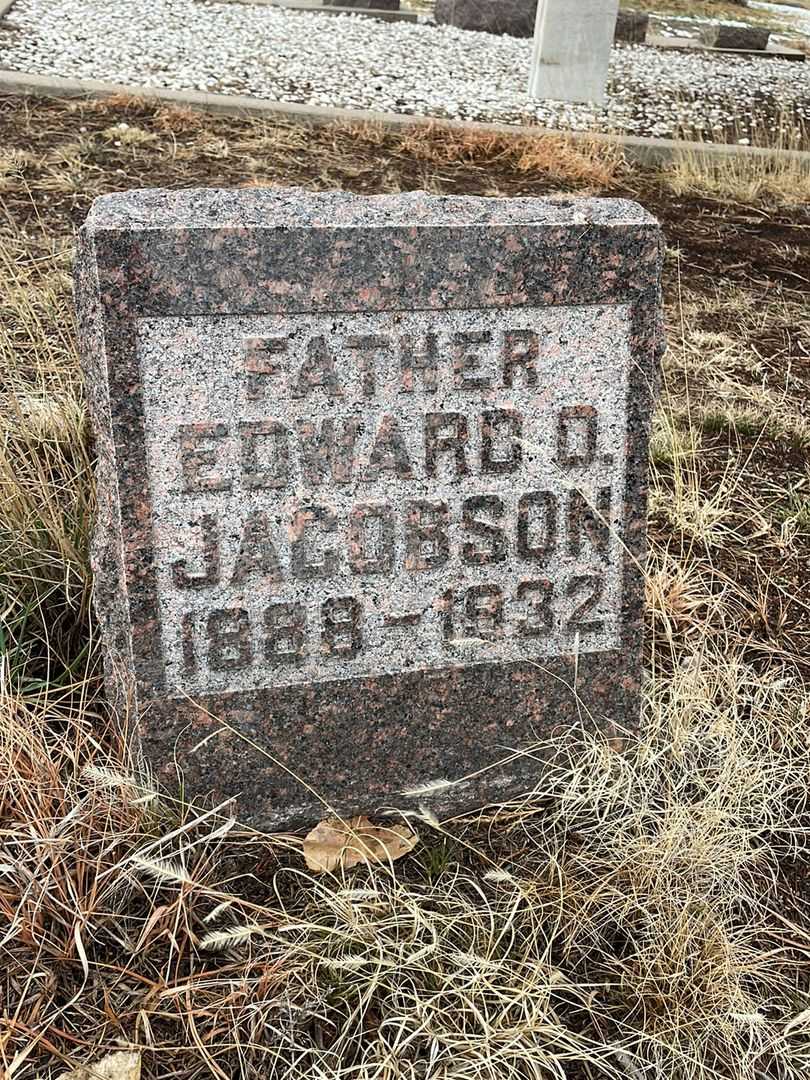 FATHER
EDWARD O.
JACOBSON
1888-1932